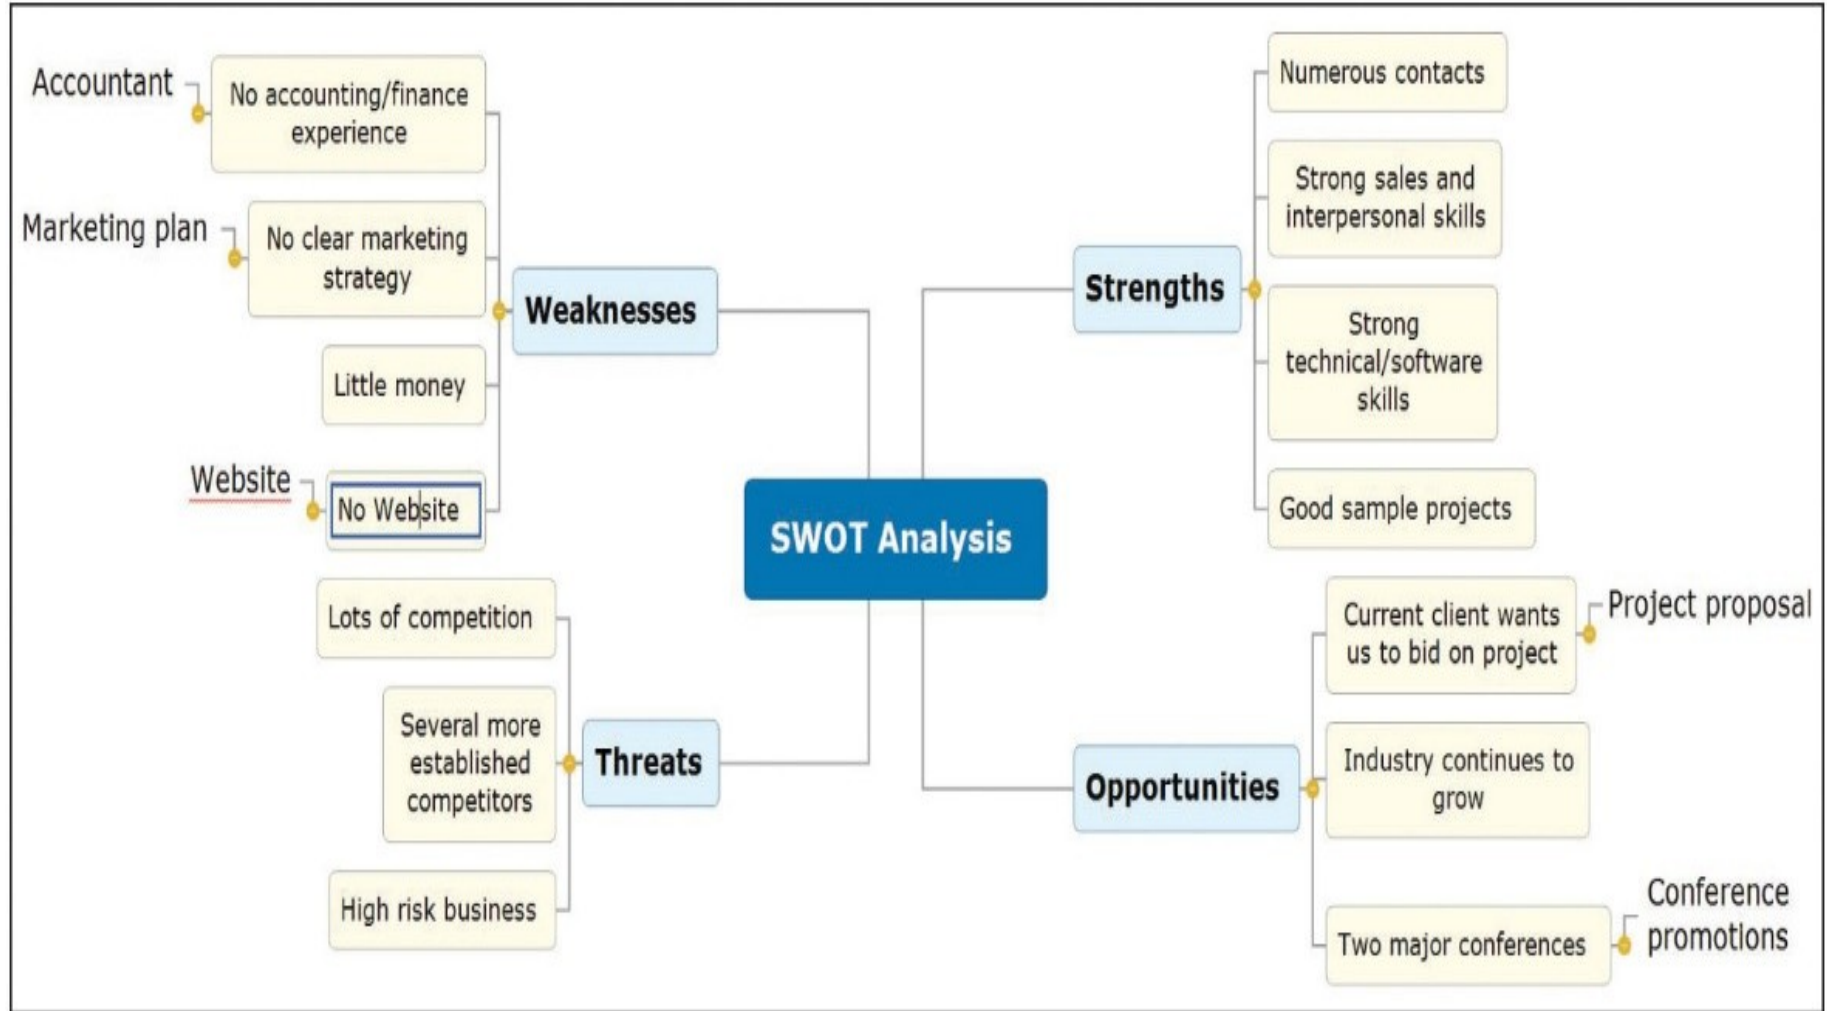 SWOT Analysis
Weaknesses
No accounting/finance
experience
Accountant
No clear marketing
strategy
Marketing plan
Little money
No Website
Website
Threats
Lots of competition
Several more
established
competitors
High risk business
Strengths
Numerous contacts
Strong sales and
interpersonal skills
Strong
technical/software
skills
Good sample projects
Opportunities
Current client wants
us to bid on project
Project proposal
Industry continues to
grow
Two major conferences
Conference
promotions